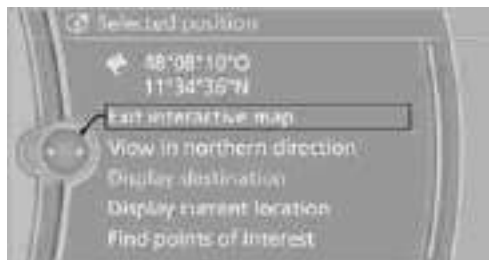 Selected position
48°08'10"O
11°34'36"N
Exit interactive map
View in northern direction
Display destination
Display current location
Find points of interest